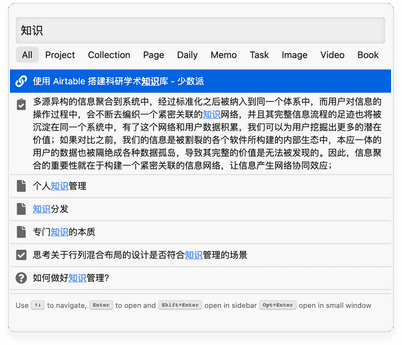 知识
All Project Collection Page Daily Memo Task Image Video Book
使用 Airtable 搭建科研学术知识库 - 少数派
多源异构的信息聚合到系统中，经过标准化之后被纳入到同一个体系中，而用户对信息的
操作过程中，会不断去编织一个紧密关联的知识网络，并且其完整信息流程的足迹也将被
沉淀在同一个系统中，有了这个网络和用户数据积累，我们可以为用户挖掘出更多的潜在
价值；如果对比之前，我们的信息是被割裂的各个软件所构建的内部生态中，本应一体的
用户的数据也被隔绝成各种数据孤岛，导致其完整的价值是无法被发现的。因此，信息聚
合的重要性就在于构建一个紧密关联的信息网络，让信息产生网络协同效应；
个人知识管理
知识分发
专门知识的本质
思考关于行列混合布局的设计是否符合知识管理的场景
如何做好知识管理?
Use ↑↓ to navigate, Enter to open and Shift+Enter open in sidebar Opt+Enter open in small window